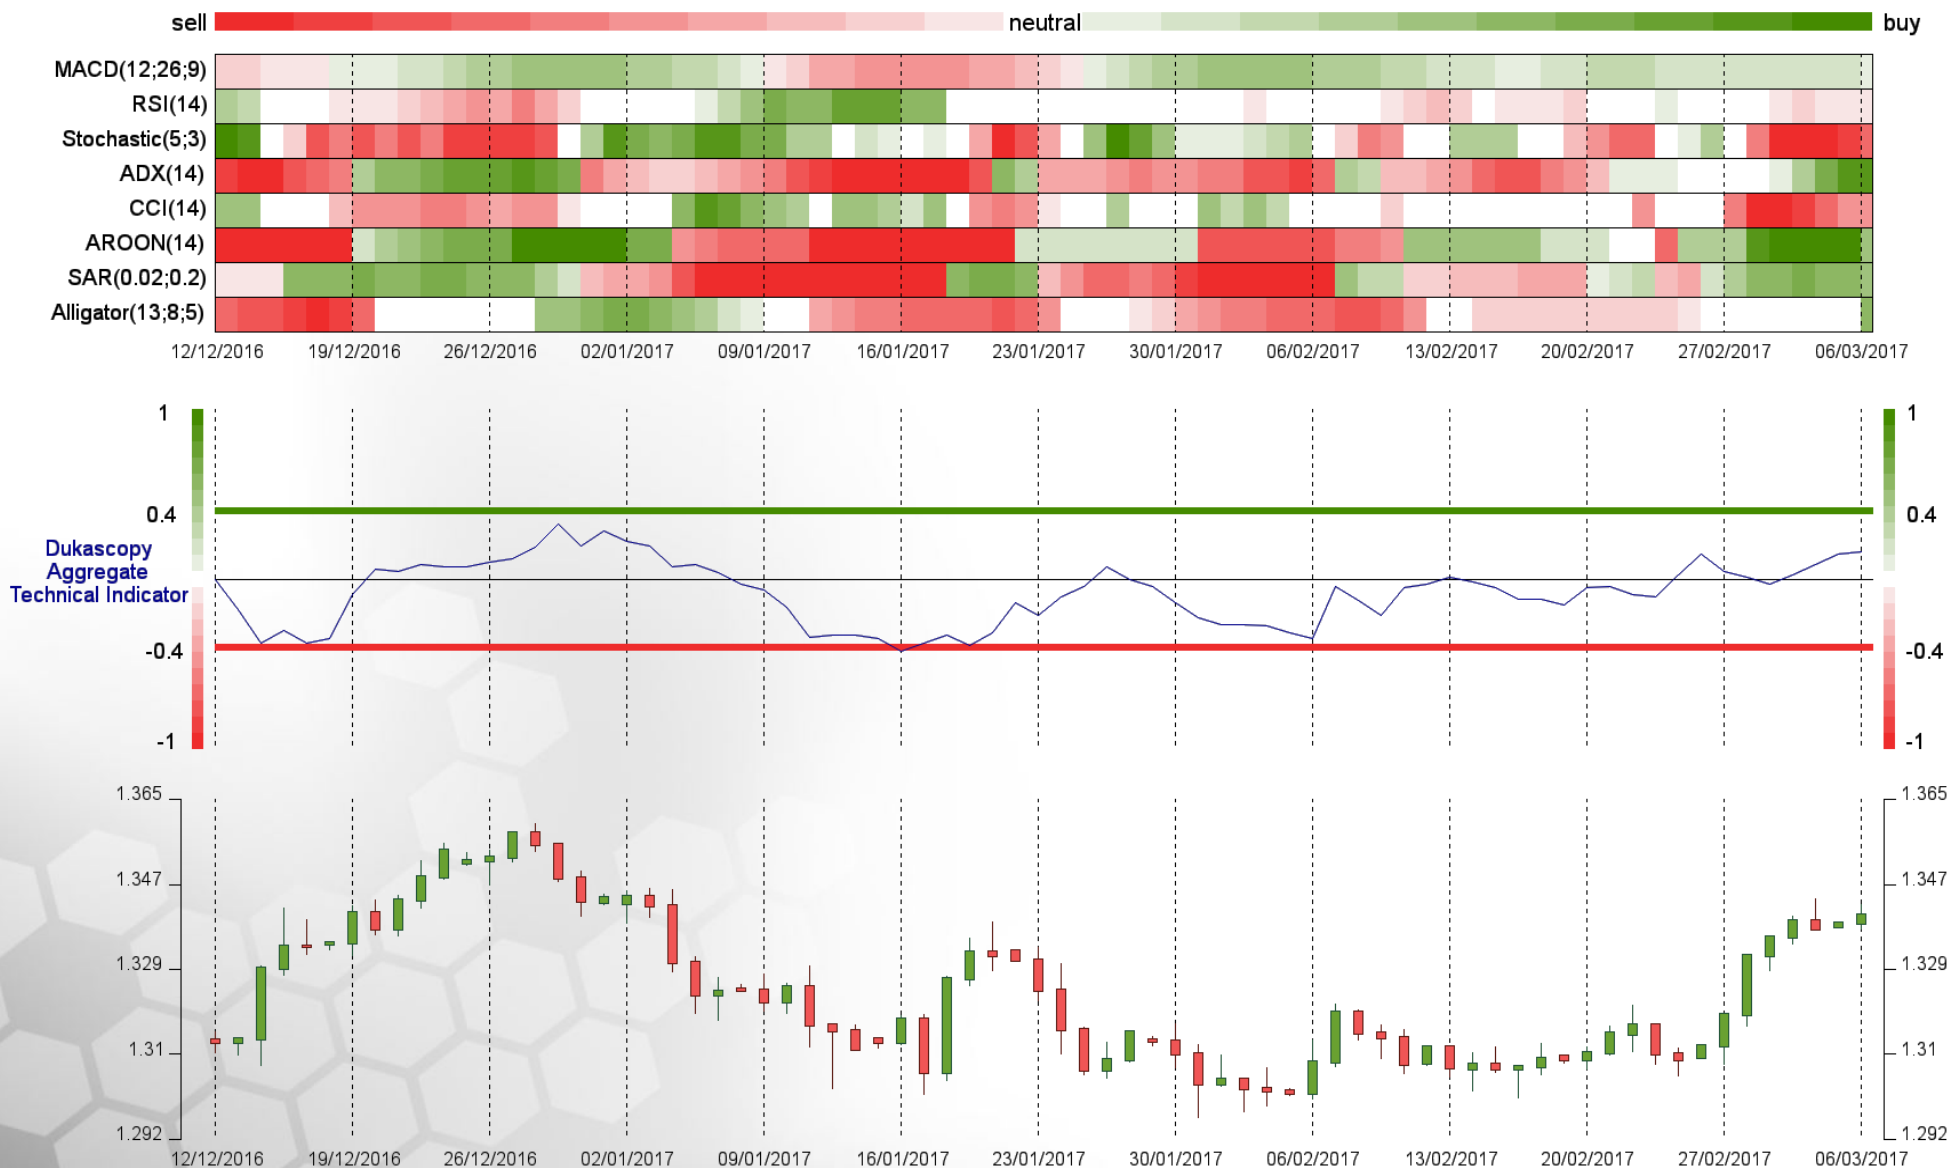 sell neutral buy
MACD(12;26;9)
RSI(14)
Stochastic(5;3)
ADX(14)
CCI(14)
AROON(14)
SAR(0.02;0.2)
Alligator(13;8;5)
12/12/2016 19/12/2016 26/12/2016 02/01/2017 09/01/2017 16/01/2017 23/01/2017 30/01/2017 06/02/2017 13/02/2017 20/02/2017 27/02/2017 06/03/2017
1 1
0.4 0.4
Dukascopy
Aggregate
Technical Indicator
-0.4 -0.4
-1 -1
1.365 1.365
1.347 1.347
1.329 1.329
1.31 1.31
1.292 1.292
12/12/2016 19/12/2016 26/12/2016 02/01/2017 09/01/2017 16/01/2017 23/01/2017 30/01/2017 06/02/2017 13/02/2017 20/02/2017 27/02/2017 06/03/2017